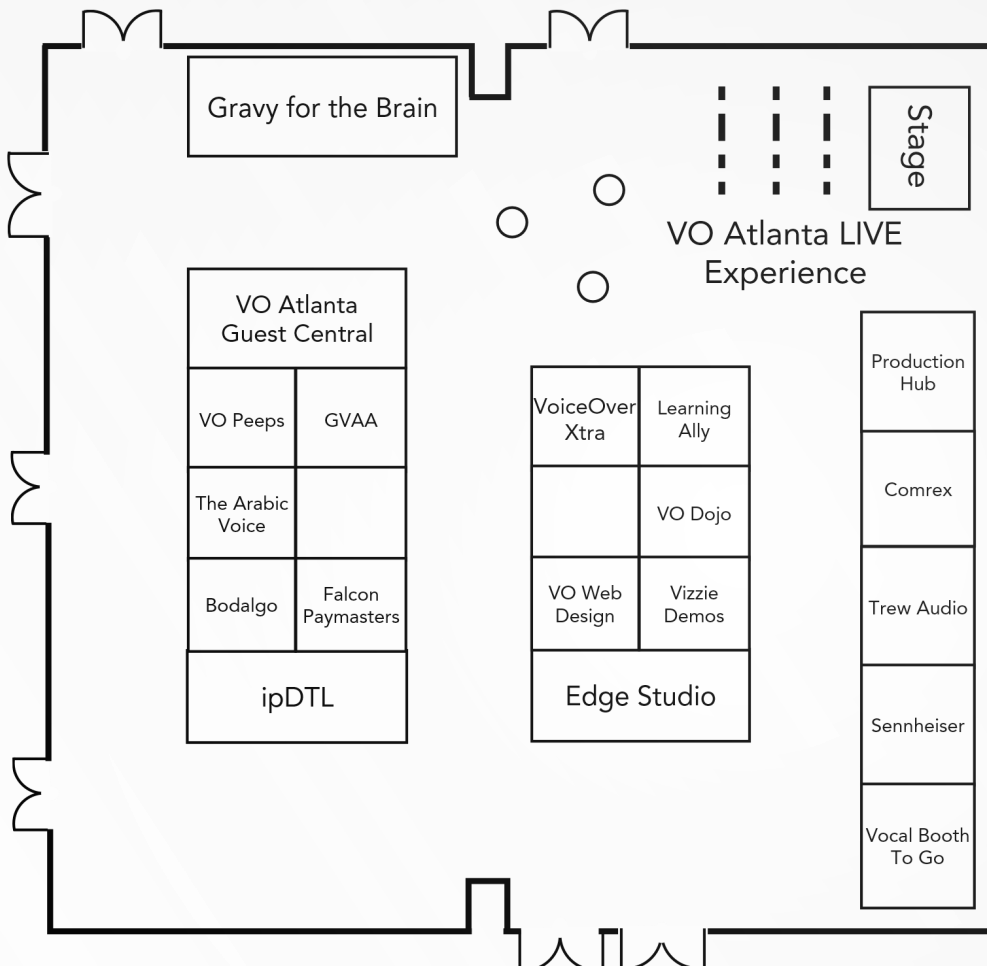 Gravy for the Brain
Stage
VO Atlanta LIVE
Experience
VO Atlanta
Guest Central
VO Peeps
GVAA
The Arabic
Voice
Bodalgo
Falcon
Paymasters
ipDTL
VoiceOver
Xtra
Learning
Ally
VO Dojo
VO Web
Design
Vizzie
Demos
Edge Studio
Production
Hub
Comrex
Trew Audio
Sennheiser
Vocal Booth
To Go